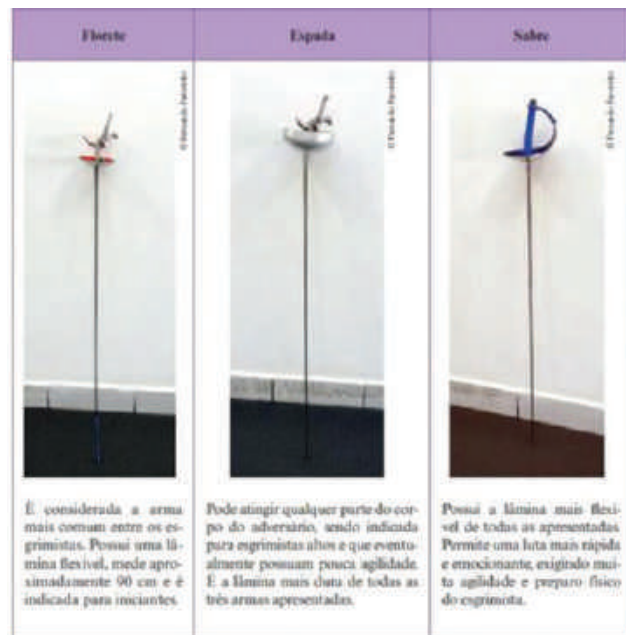 Florete
Espada
Sabre
É considerada a arma
mais comum entre os es-
grimistas. Possui uma lâ-
mina flexível, mede apro-
ximadamente 90 cm e é
indicada para iniciantes.
Pode atingir qualquer parte do cor-
po do adversário, sendo indicada
para esgrimistas altos e que eventu-
almente possuam pouca agilidade.
É a lâmina mais dura de todas as
três armas apresentadas.
Possui a lâmina mais flexí-
vel de todas as apresentadas.
Permite uma luta mais rápida
e emocionante, exigindo mui-
ta agilidade e preparo físico
do esgrimista.